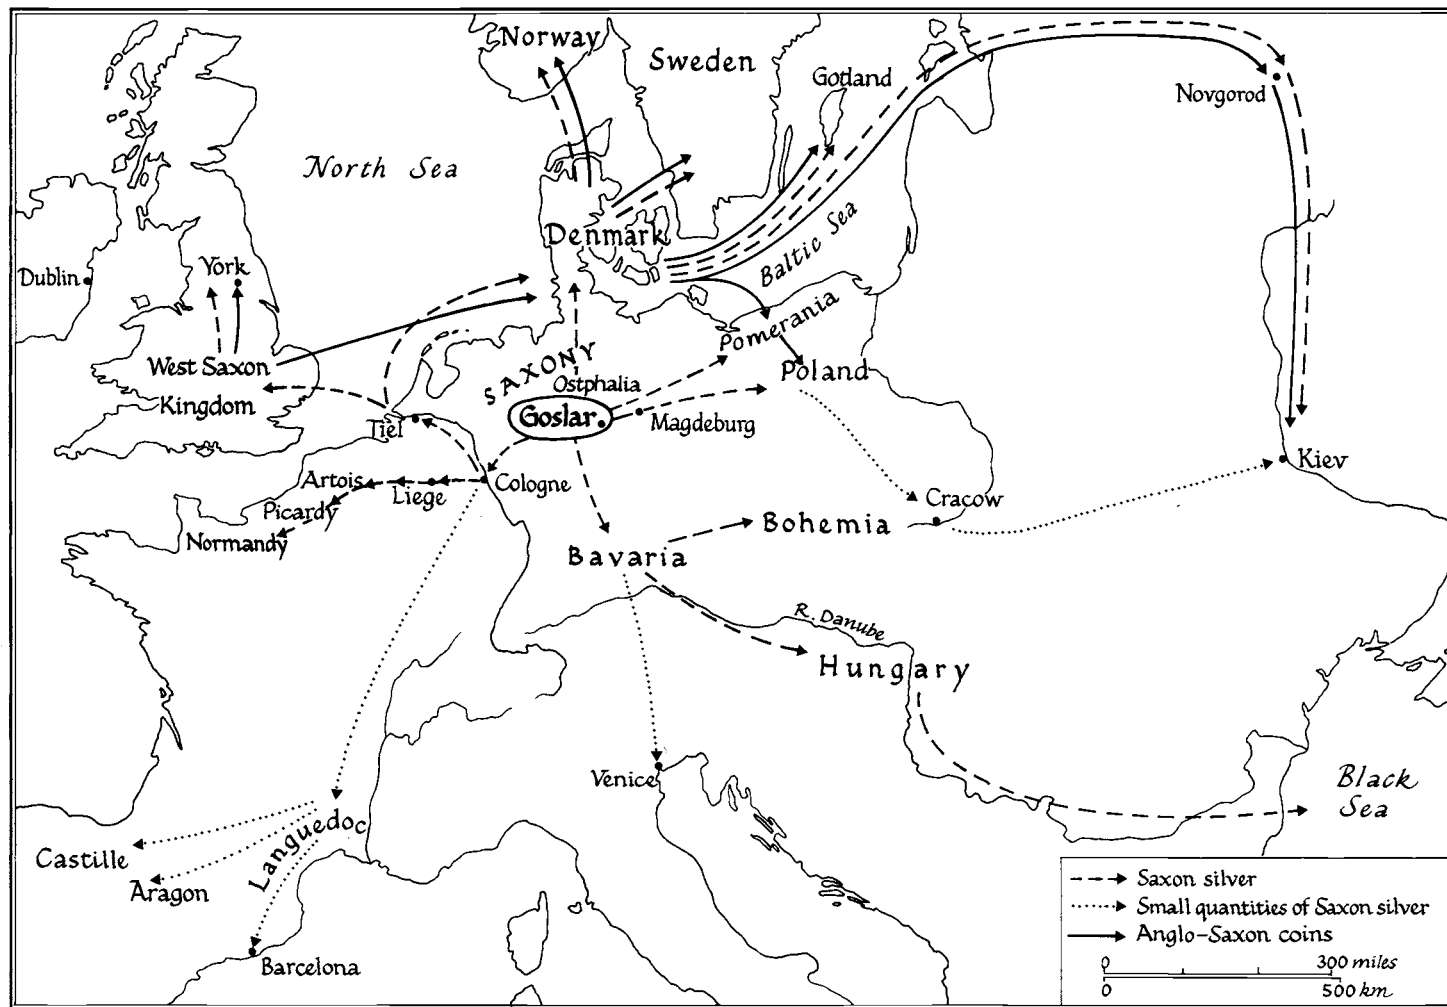 Norway
Sweden
Gotland
Novgorod
North Sea
Denmark
Baltic Sea
York
Dublin
Pomerania
West Saxon
Kingdom
SAXONY
Ostphalia
Poland
Goslar
Magdeburg
Tiel
Kiev
Artois
Liege
Cologne
Cracow
Picardy
Bohemia
Normandy
Bavaria
R. Danube
Hungary
Venice
Black
Sea
Languedoc
Castille
Aragon
Barcelona
Saxon silver
Small quantities of Saxon silver
Anglo-Saxon coins
0 300 miles
0 500 km